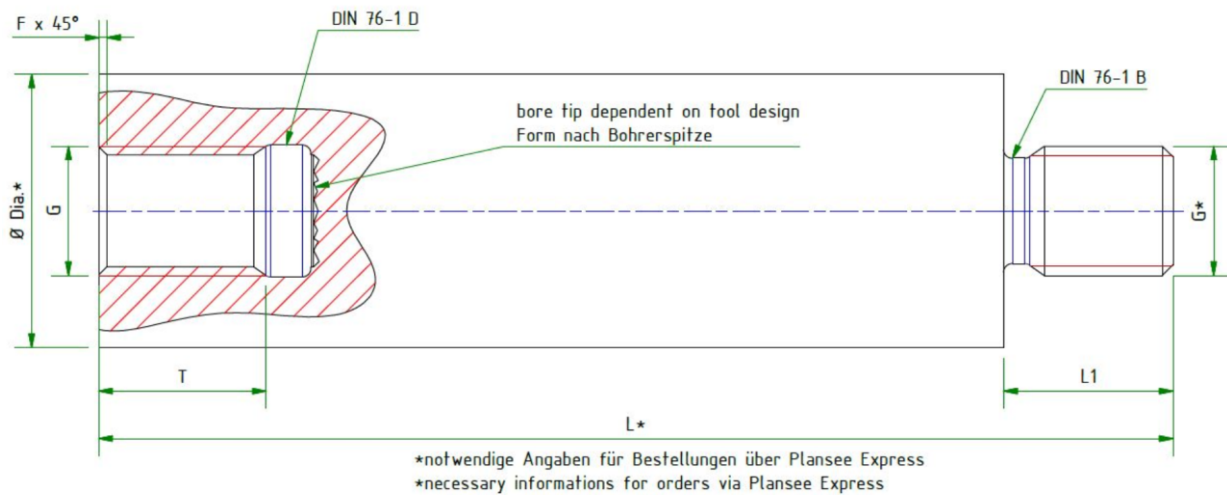 F x 45°
DIN 76-1 D
DIN 76-1 B
bore tip dependent on tool design
Form nach Bohrerspitze
Ø Dia.*
G
G*
T
L1
L*
*notwendige Angaben für Bestellungen über Plansee Express
*necessary informations for orders via Plansee Express